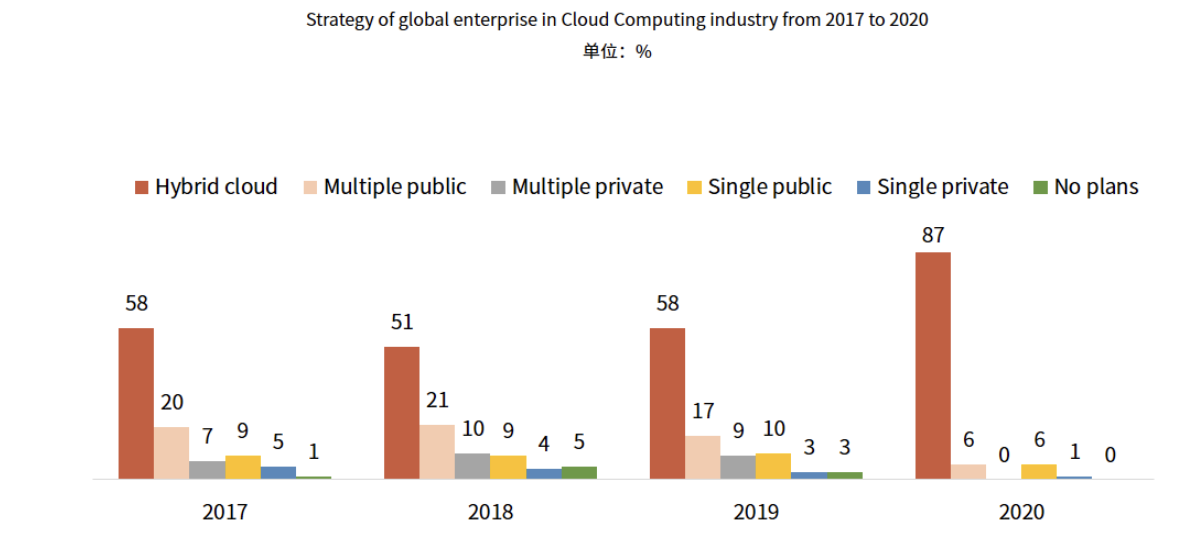 Strategy of global enterprise in Cloud Computing industry from 2017 to 2020
单位：%
Hybrid cloud Multiple public Multiple private Single public Single private No plans
58 20 7 9 5 1
51 21 10 9 4 5
58 17 9 10 3 3
87 6 0 6 1 0
2017 2018 2019 2020